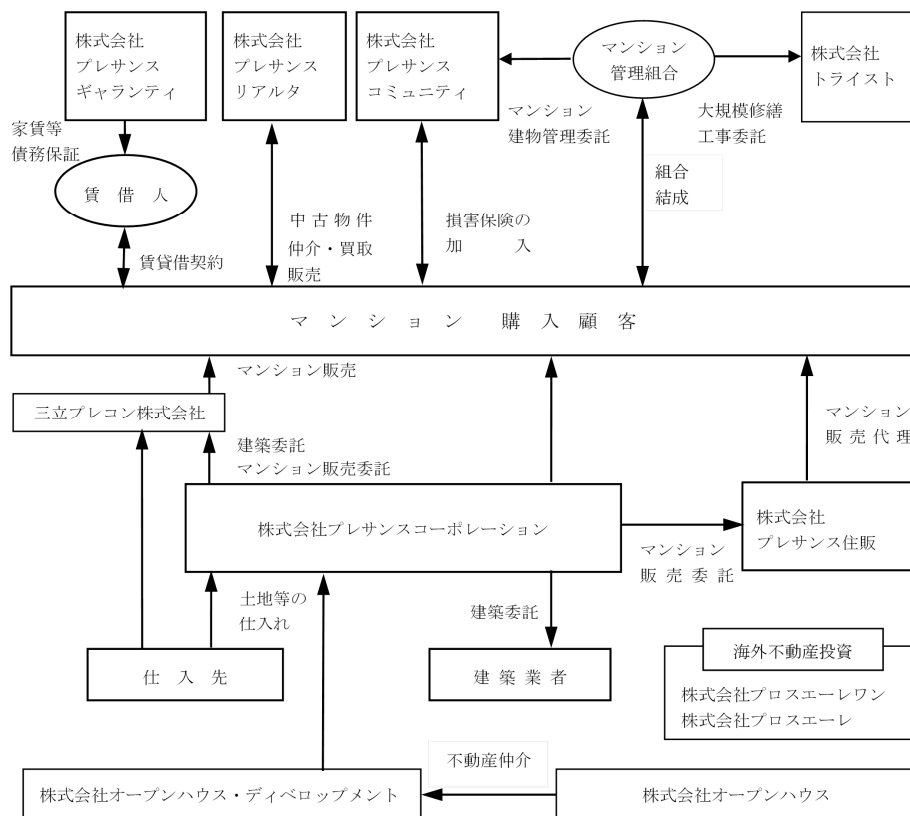 株式会社
プレサンス
ギャランティ
株式会社
プレサンス
リアルタ
株式会社
プレサンス
コミュニティ
マンション
管理組合
株式会社
トライスト
家賃等
債務保証
マンション
建物管理委託
大規模修繕
工事委託
賃 借 人
組合
結成
中古物件
仲介・買取
販売
損害保険の
加 入
賃貸借契約
マ ン シ ョ ン 購 入 顧 客
マンション販売
三立プレコン株式会社
マンション
販売代理
建築委託
マンション販売委託
株式会社プレサンスコーポレーション
株式会社
プレサンス住販
マンション
販売委託
土地等の
仕入れ
建築委託
仕 入 先
建 築 業 者
海外不動産投資
株式会社プロスエーレワン
株式会社プロスエーレ
不動産仲介
株式会社オープンハウス・ディベロップメント
株式会社オープンハウス